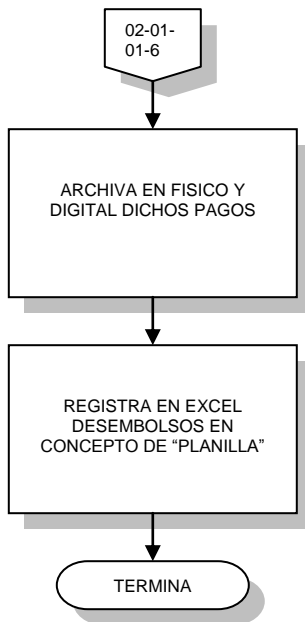 02-01-
01-6
ARCHIVA EN FISICO Y
DIGITAL DICHOS PAGOS
REGISTRA EN EXCEL
DESEMBOLSOS EN
CONCEPTO DE “PLANILLA”
TERMINA